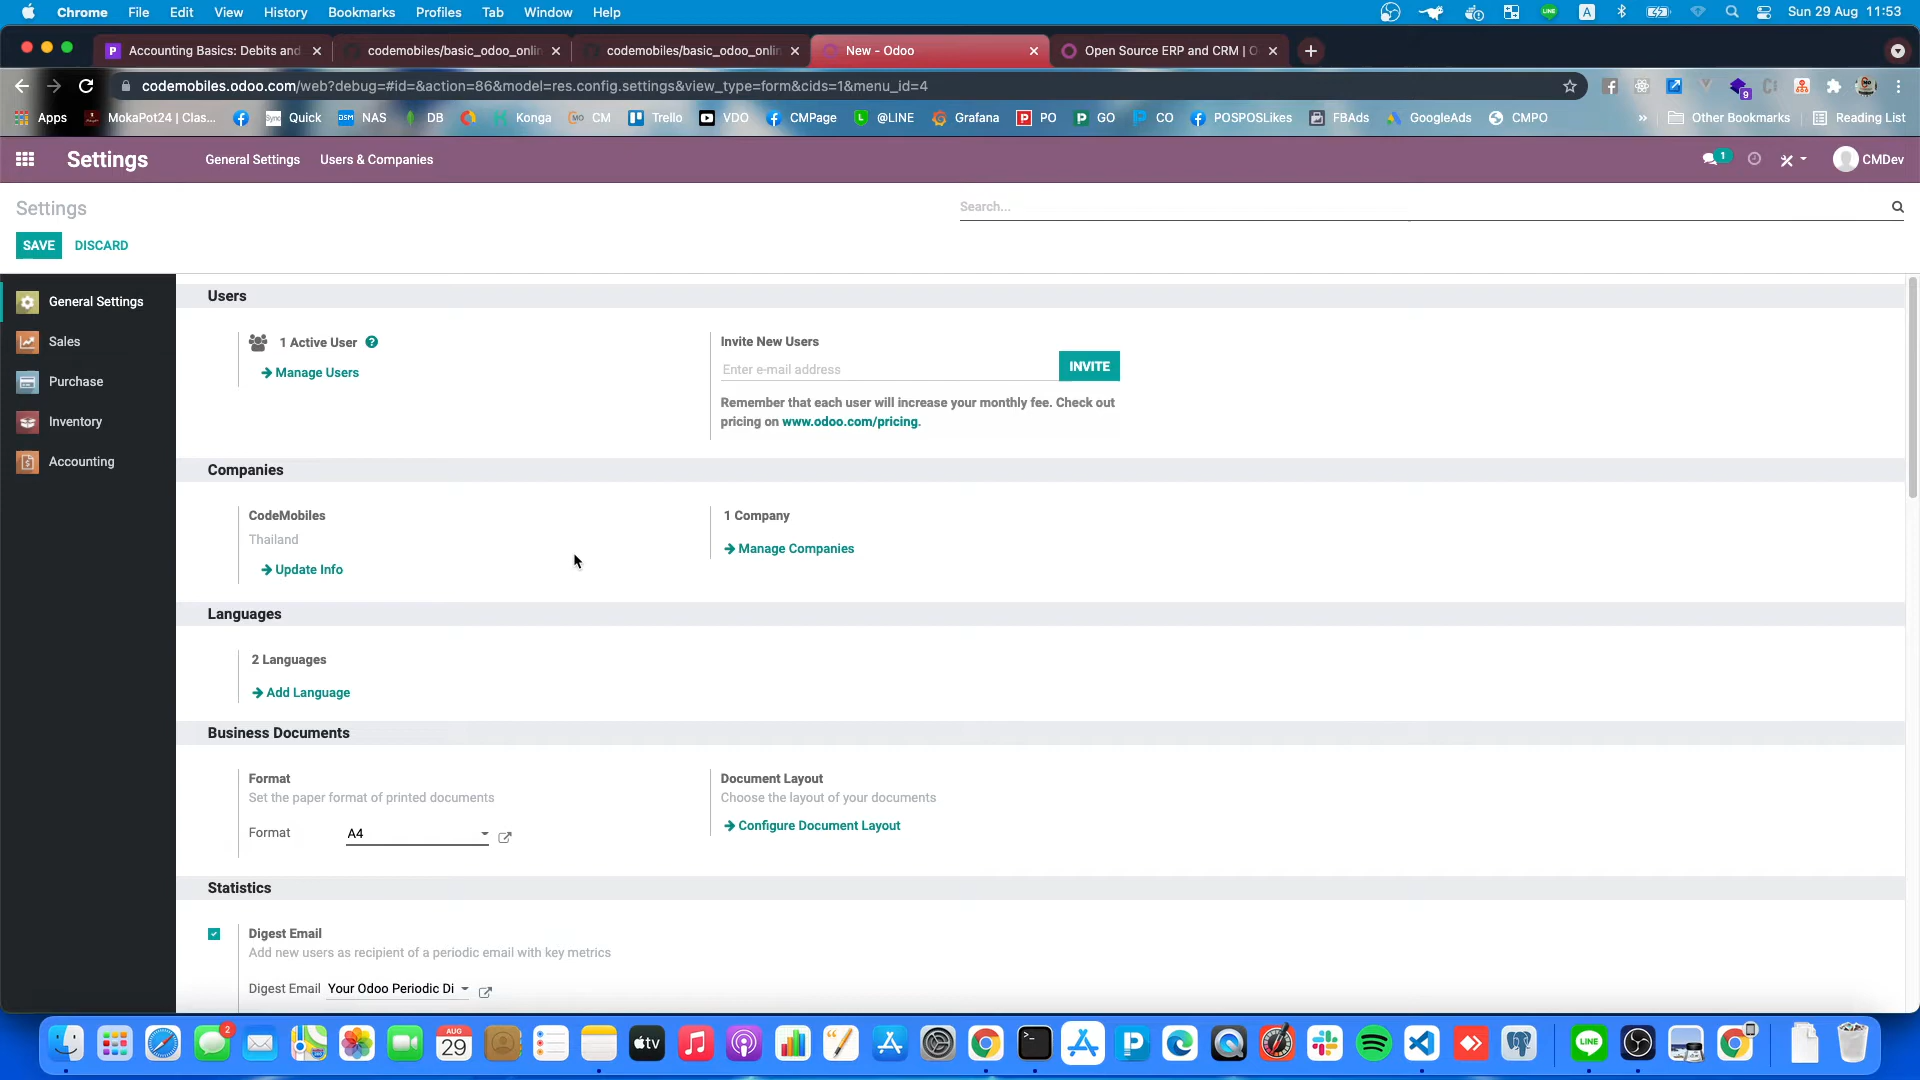 Chrome File Edit View History Bookmarks Profiles Tab Window Help
LINE A Sun 29 Aug 11:53
P Accounting Basics: Debits and
codemobiles/basic_odoo_onlin
codemobiles/basic_odoo_onlin
New - Odoo
Open Source ERP and CRM | O
codemobiles.odoo.com/web?debug=#id=&action=86&model=res.config.settings&view_type=form&cids=1&menu_id=4
9
Apps MokaPot24 | Clas... Quick NAS DB Konga CM Trello VDO CMPage @LINE Grafana PO GO CO POSPOSLikes FBAds GoogleAds CMPO » Other Bookmarks Reading List
Settings General Settings Users & Companies 1 CMDev
Settings
Search...
SAVE DISCARD
General Settings
Sales
Purchase
Inventory
Accounting
Users
1 Active User ?
Manage Users
Invite New Users
Enter e-mail address
INVITE
Remember that each user will increase your monthly fee. Check out
pricing on www.odoo.com/pricing.
Companies
CodeMobiles
Thailand
Update Info
1 Company
Manage Companies
Languages
2 Languages
Add Language
Business Documents
Format
Set the paper format of printed documents
Format A4
Document Layout
Choose the layout of your documents
Configure Document Layout
Statistics
Digest Email
Add new users as recipient of a periodic email with key metrics
Digest Email Your Odoo Periodic Di
2
AUG
29
tv
LINE